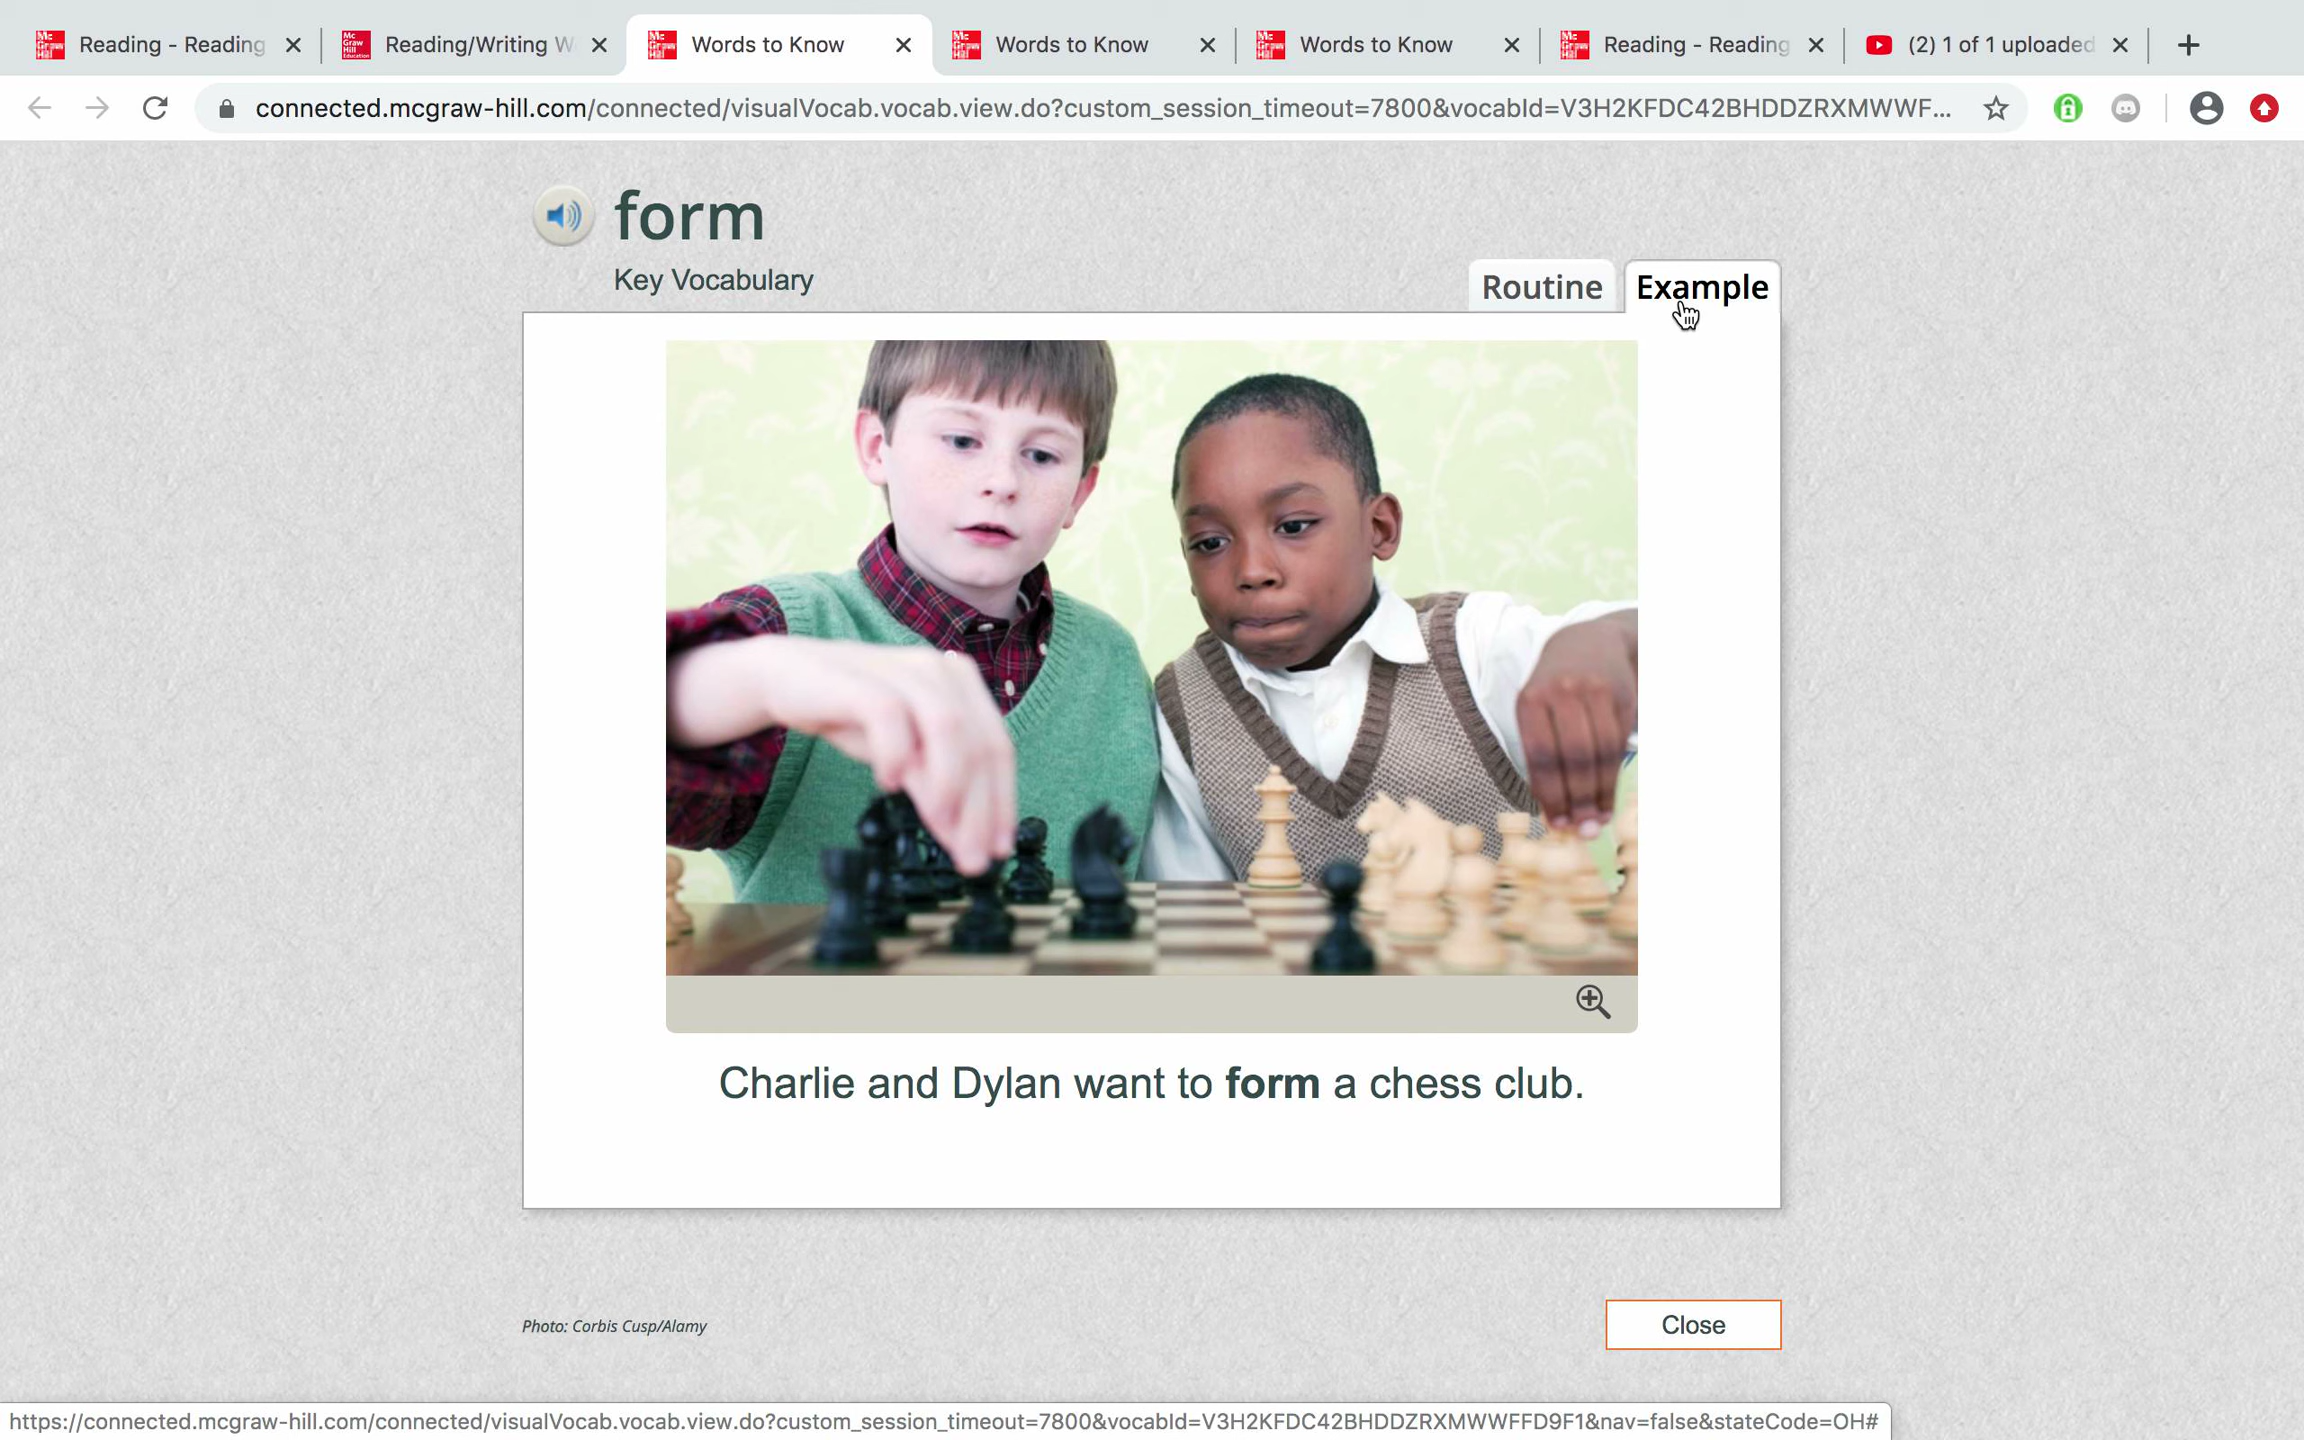 Reading - Reading
Reading/Writing W
Words to Know
Words to Know
Words to Know
Reading - Reading
(2) 1 of 1 uploaded
connected.mcgraw-hill.com/connected/visualVocab.vocab.view.do?custom_session_timeout=7800&vocabId=V3H2KFDC42BHDDZRXMWWF...
form
Key Vocabulary
Routine
Example
Charlie and Dylan want to form a chess club.
Photo: Corbis Cusp/Alamy
Close
https://connected.mcgraw-hill.com/connected/visualVocab.vocab.view.do?custom_session_timeout=7800&vocabId=V3H2KFDC42BHDDZRXMWWFFD9F1&nav=false&stateCode=OH#